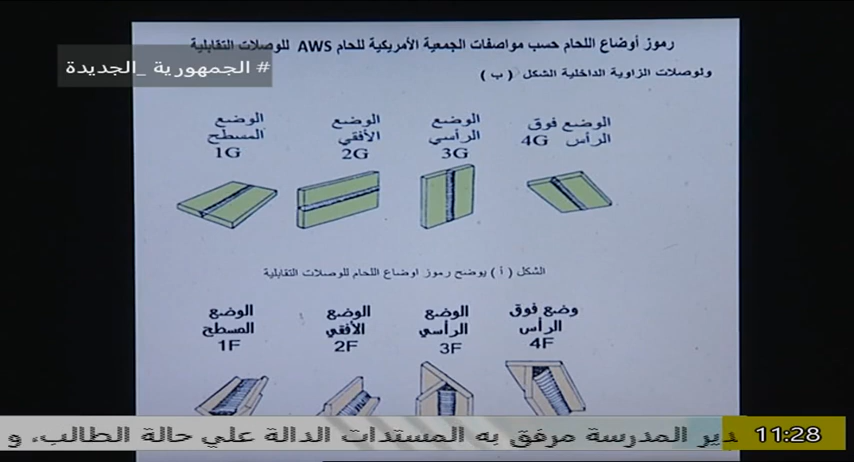 رموز أوضاع اللحام حسب مواصفات الجمعية الأمريكية للحام AWS للوصلات التقابلية
# الجمهورية _الجديدة
ولوصلات الزاوية الداخلية الشكل ( ب )
الوضع فوق الرأس 4G
الوضع الرأسي 3G
الوضع الأفقي 2G
الوضع المسطح 1G
الشكل ( أ ) يوضح رموز اوضاع اللحام للوصلات التقابلية
وضع فوق الرأس 4F
الوضع الرأسي 3F
الوضع الأفقي 2F
الوضع المسطح 1F
دير المدرسة مرفق به المستدات الدالة علي حالة الطالب، و
11:28